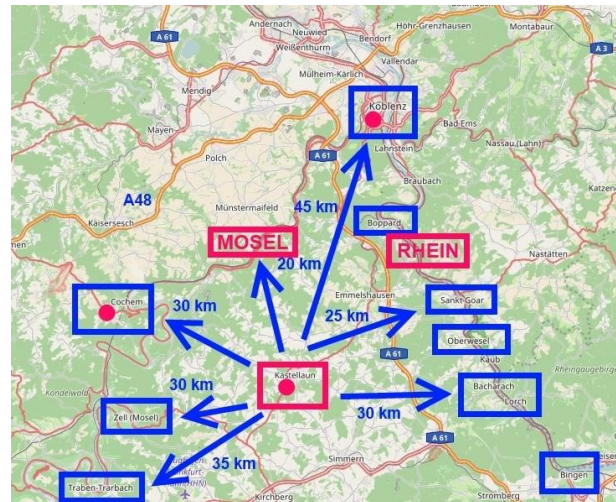 Andernach
Neuwied
Bendorf
Höhr-Grenzhausen
Montabaur
A 61
A 3
Weißenthurm
Vallendar
Mülheim-Kärlich
Mendig
Koblenz
Mayen
Bad-Ems
Nassau (Lahn)
Polch
A 61
Lahnstein
Braubach
A48
Münstermaifeld
45 km
Kaisersesch
Boppard
MOSEL
RHEIN
Nastätten
20 km
Emmelshausen
Sankt-Goar
Cochem
30 km
25 km
Oberwesel
A 61
Kaub
Kastellaun
Kondelwald
30 km
Bacharach
Lorch
Zell (Mosel)
30 km
A 61
35 km
Simmern
Bingen
Traben-Trarbach
Kirchberg
Stromberg